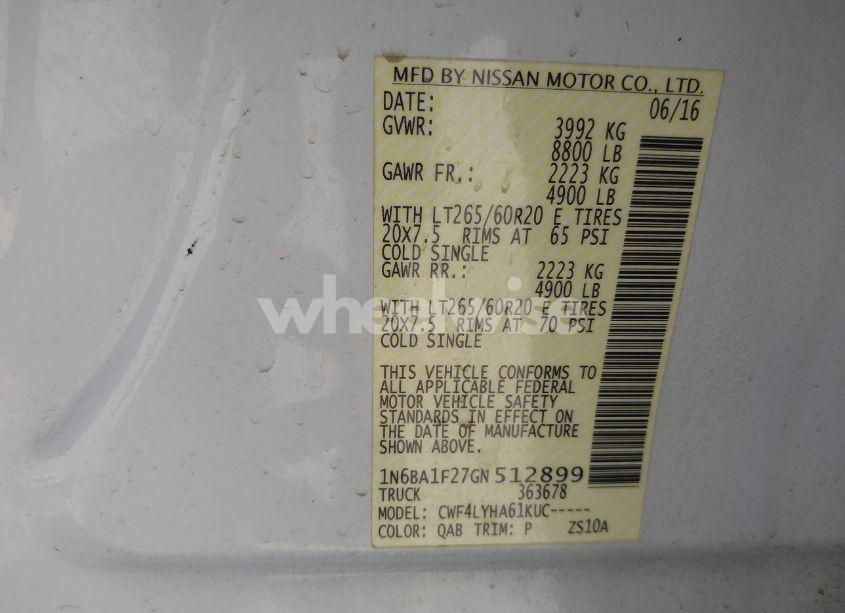 MFD BY NISSAN MOTOR CO., LTD.
DATE: 06/16
GVWR: 3992 KG
8800 LB
GAWR FR.: 2223 KG
4900 LB
WITH LT265/60R20 E TIRES
20X7.5 RIMS AT 65 PSI
COLD SINGLE
GAWR RR.: 2223 KG
4900 LB
WITH LT265/60R20 E TIRES
20X7.5 RIMS AT 70 PSI
COLD SINGLE
THIS VEHICLE CONFORMS TO
ALL APPLICABLE FEDERAL
MOTOR VEHICLE SAFETY
STANDARDS IN EFFECT ON
THE DATE OF MANUFACTURE
SHOWN ABOVE.
1N6BA1F27GN512899
TRUCK 363678
MODEL: CWF4LYHA61KUC-----
COLOR: QAB TRIM: P ZS10A